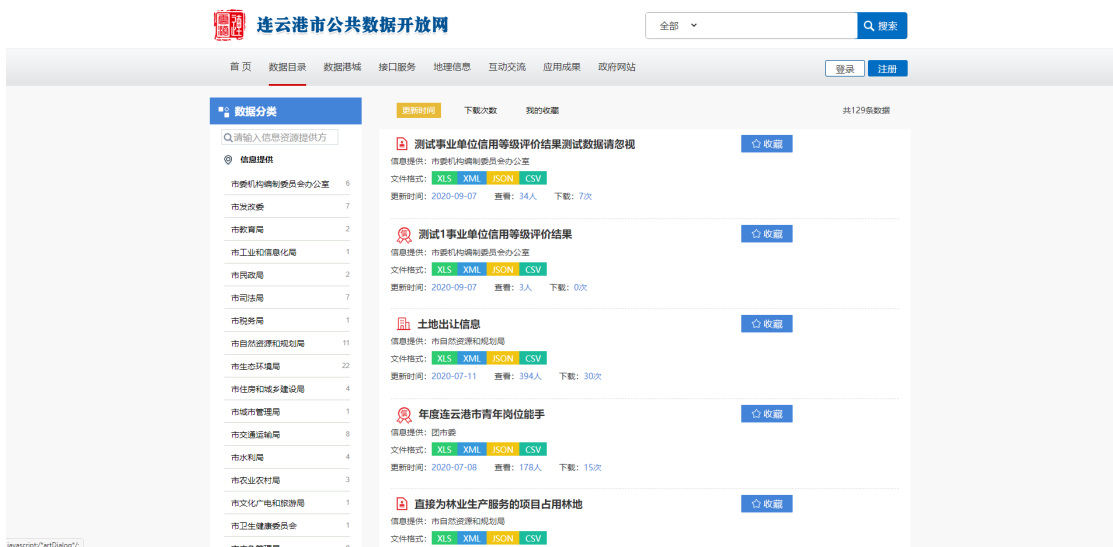 连云港市公共数据开放网
全部
搜索
首页 数据目录 数据港城 接口服务 地理信息 互动交流 应用成果 政府网站
登录 注册
数据分类
请输入信息资源提供方
信息提供
市委机构编制委员会办公室 6
市发改委 7
市教育局 2
市工业和信息化局 1
市民政局 2
市司法局 7
市税务局 1
市自然资源和规划局 11
市生态环境局 22
市住房和城乡建设局 4
市城市管理局 1
市交通运输局 8
市水利局 4
市农业农村局 3
市文化广电和旅游局 1
市卫生健康委员会 1
更新时间 下载次数 我的收藏 共129条数据
测试事业单位信用等级评价结果测试数据请忽视 收藏
信息提供：市委机构编制委员会办公室
文件格式： XLS XML JSON CSV
更新时间：2020-09-07 查看：34人 下载：7次
测试1事业单位信用等级评价结果 收藏
信息提供：市委机构编制委员会办公室
文件格式： XLS XML JSON CSV
更新时间：2020-09-07 查看：3人 下载：0次
土地出让信息 收藏
信息提供：市自然资源和规划局
文件格式： XLS XML JSON CSV
更新时间：2020-07-11 查看：394人 下载：30次
年度连云港市青年岗位能手 收藏
信息提供：团市委
文件格式： XLS XML JSON CSV
更新时间：2020-07-08 查看：178人 下载：15次
直接为林业生产服务的项目占用林地 收藏
信息提供：市自然资源和规划局
文件格式： XLS XML JSON CSV
javascript:/*artDialog*/;